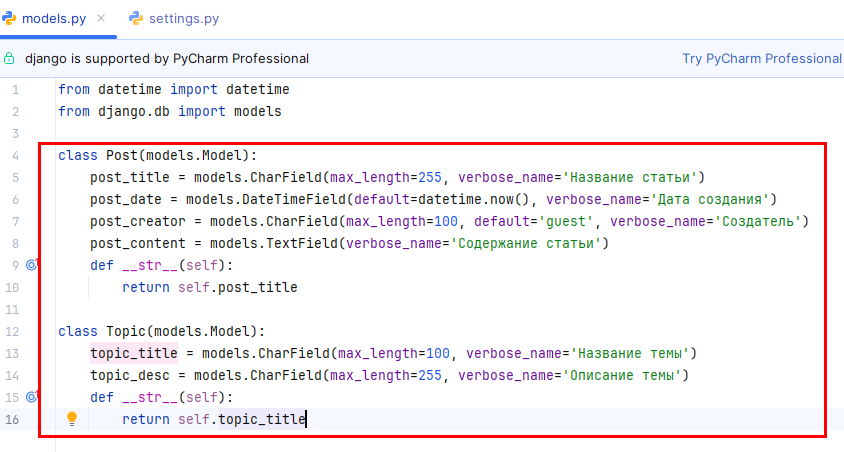 models.py × settings.py
django is supported by PyCharm Professional Try PyCharm Professional
1 from datetime import datetime
2 from django.db import models
3
4 class Post(models.Model):
5 post_title = models.CharField(max_length=255, verbose_name='Название статьи')
6 post_date = models.DateTimeField(default=datetime.now(), verbose_name='Дата создания')
7 post_creator = models.CharField(max_length=100, default='guest', verbose_name='Создатель')
8 post_content = models.TextField(verbose_name='Содержание статьи')
9 def __str__(self):
10 return self.post_title
11
12 class Topic(models.Model):
13 topic_title = models.CharField(max_length=100, verbose_name='Название темы')
14 topic_desc = models.CharField(max_length=255, verbose_name='Описание темы')
15 def __str__(self):
16 return self.topic_title